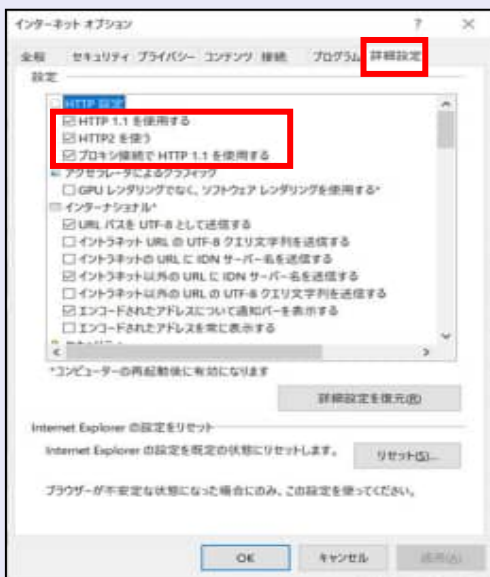 インターネット オプション ? ×
全般 セキュリティ プライバシー コンテンツ 接続 プログラム 詳細設定
設定
HTTP 設定
HTTP 1.1 を使用する
HTTP2 を使う
プロキシ接続で HTTP 1.1 を使用する
アクセラレータによるグラフィック
GPU レンダリングでなく、ソフトウェア レンダリングを使用する*
インターナショナル*
URL パスを UTF-8 として送信する
イントラネット URL の UTF-8 クエリ文字列を送信する
イントラネットの URL に IDN サーバー名を送信する
イントラネット以外の URL に IDN サーバー名を送信する
イントラネット以外の URL の UTF-8 クエリ文字列を送信する
エンコードされたアドレスについて通知バーを表示する
エンコードされたアドレスを常に表示する
*コンピューターの再起動後に有効になります
詳細設定を復元(R)
Internet Explorer の設定をリセット
Internet Explorer の設定を既定の状態にリセットします。
リセット(S)...
ブラウザーが不安定な状態になった場合にのみ、この設定を使ってください。
OK キャンセル 適用(A)